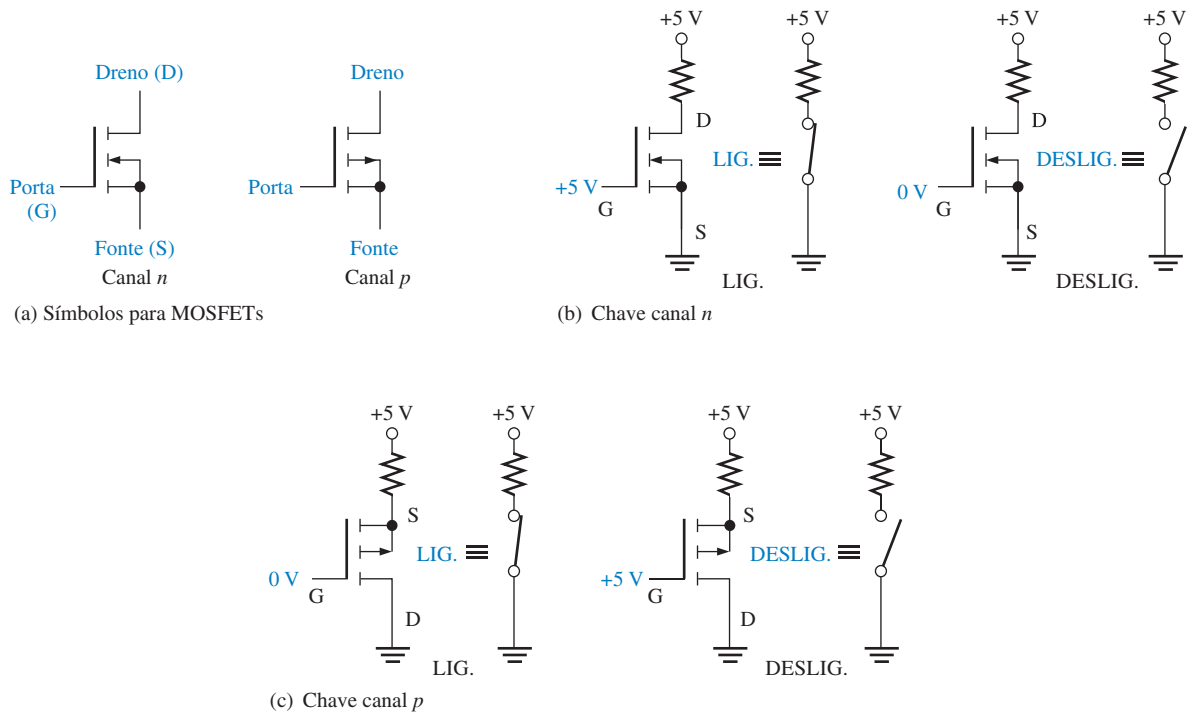 Dreno (D)
Porta
(G)
Fonte (S)
Canal n
Dreno
Porta
Fonte
Canal p
(a) Símbolos para MOSFETs
+5 V
D
+5 V
G
S
LIG. ≡
+5 V
LIG.
+5 V
D
0 V
G
S
DESLIG. ≡
+5 V
DESLIG.
(b) Chave canal n
+5 V
S
0 V
G
D
LIG. ≡
+5 V
LIG.
+5 V
S
+5 V
G
D
DESLIG. ≡
+5 V
DESLIG.
(c) Chave canal p